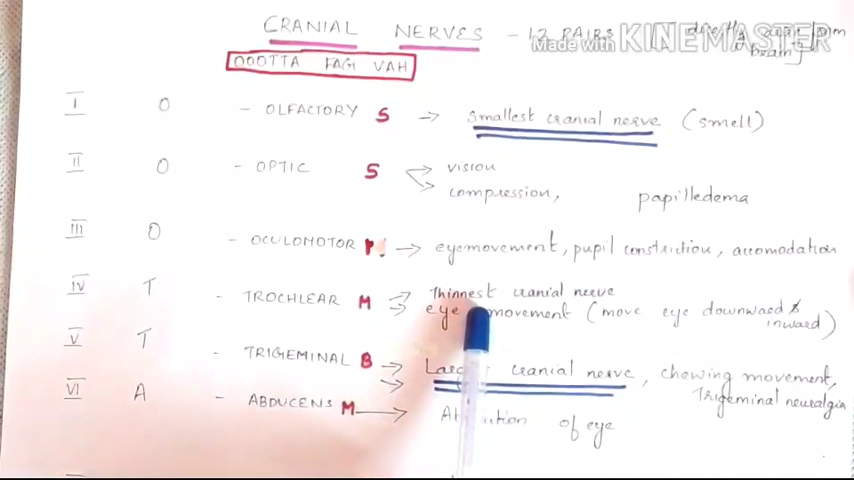 CRANIAL NERVES - 12 PAIRS
Made with KINEMASTER
OOOTTA FAGI VAH
I O - OLFACTORY S → Smallest cranial nerve (smell)
II O - OPTIC S → vision
→ compression, papilledema
III O - OCULOMOTOR → eyemovement, pupil constriction, accomodation
IV T - TROCHLEAR M → Thinnest cranial nerve
→ eye movement (move eye downward & inward)
V T - TRIGEMINAL B → cranial nerve, chewing movement,
→ Trigeminal neuralgia
VI A - ABDUCENS M → of eye